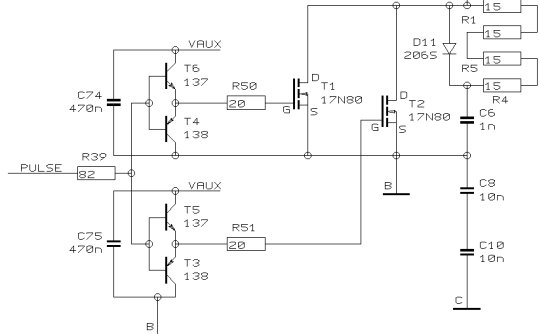 15
R1
15
VAUX
D11
206S
15
R5
15
R4
T6
137
D
T1
17N80
G
S
R50
20
C74
470n
T4
138
D
T2
17N80
G
S
C6
1n
R39
82
PULSE
VAUX
B
C8
10n
T5
137
R51
20
C75
470n
T3
138
C10
10n
C
B